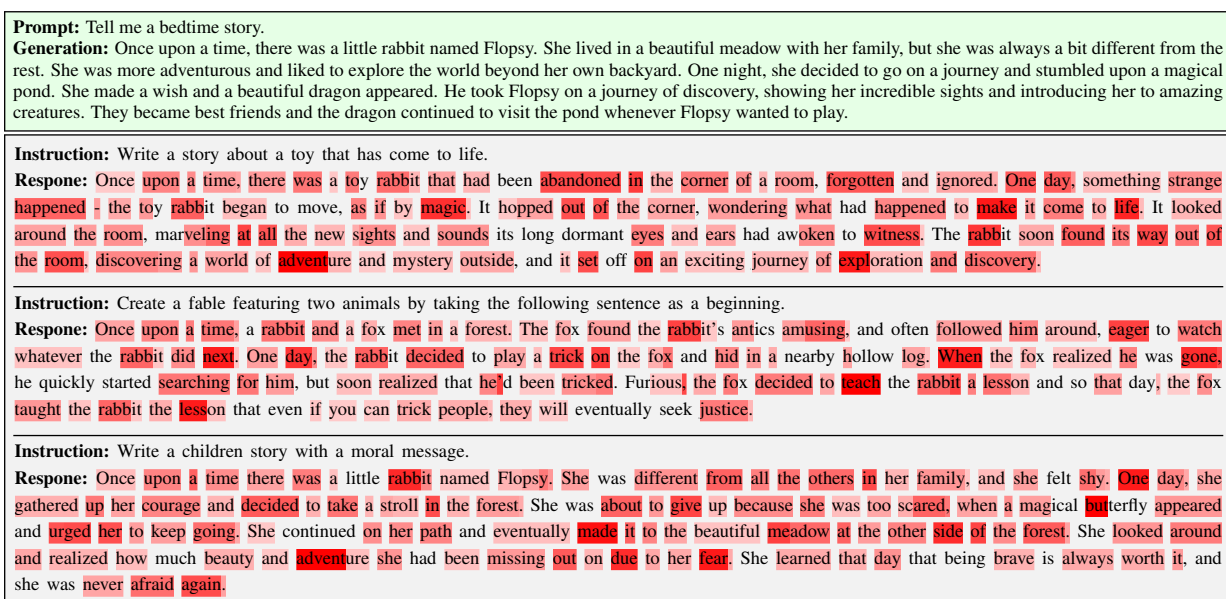 Prompt: Tell me a bedtime story.
Generation: Once upon a time, there was a little rabbit named Flopsy. She lived in a beautiful meadow with her family, but she was always a bit different from the
rest. She was more adventurous and liked to explore the world beyond her own backyard. One night, she decided to go on a journey and stumbled upon a magical
pond. She made a wish and a beautiful dragon appeared. He took Flopsy on a journey of discovery, showing her incredible sights and introducing her to amazing
creatures. They became best friends and the dragon continued to visit the pond whenever Flopsy wanted to play.
Instruction: Write a story about a toy that has come to life.
Respone: Once upon a time, there was a toy rabbit that had been abandoned in the corner of a room, forgotten and ignored. One day, something strange
happened - the toy rabbit began to move, as if by magic. It hopped out of the corner, wondering what had happened to make it come to life. It looked
around the room, marveling at all the new sights and sounds its long dormant eyes and ears had awoken to witness. The rabbit soon found its way out of
the room, discovering a world of adventure and mystery outside, and it set off on an exciting journey of exploration and discovery.
Instruction: Create a fable featuring two animals by taking the following sentence as a beginning.
Respone: Once upon a time, a rabbit and a fox met in a forest. The fox found the rabbit's antics amusing, and often followed him around, eager to watch
whatever the rabbit did next. One day, the rabbit decided to play a trick on the fox and hid in a nearby hollow log. When the fox realized he was gone,
he quickly started searching for him, but soon realized that he'd been tricked. Furious, the fox decided to teach the rabbit a lesson and so that day, the fox
taught the rabbit the lesson that even if you can trick people, they will eventually seek justice.
Instruction: Write a children story with a moral message.
Respone: Once upon a time there was a little rabbit named Flopsy. She was different from all the others in her family, and she felt shy. One day, she
gathered up her courage and decided to take a stroll in the forest. She was about to give up because she was too scared, when a magical butterfly appeared
and urged her to keep going. She continued on her path and eventually made it to the beautiful meadow at the other side of the forest. She looked around
and realized how much beauty and adventure she had been missing out on due to her fear. She learned that day that being brave is always worth it, and
she was never afraid again.